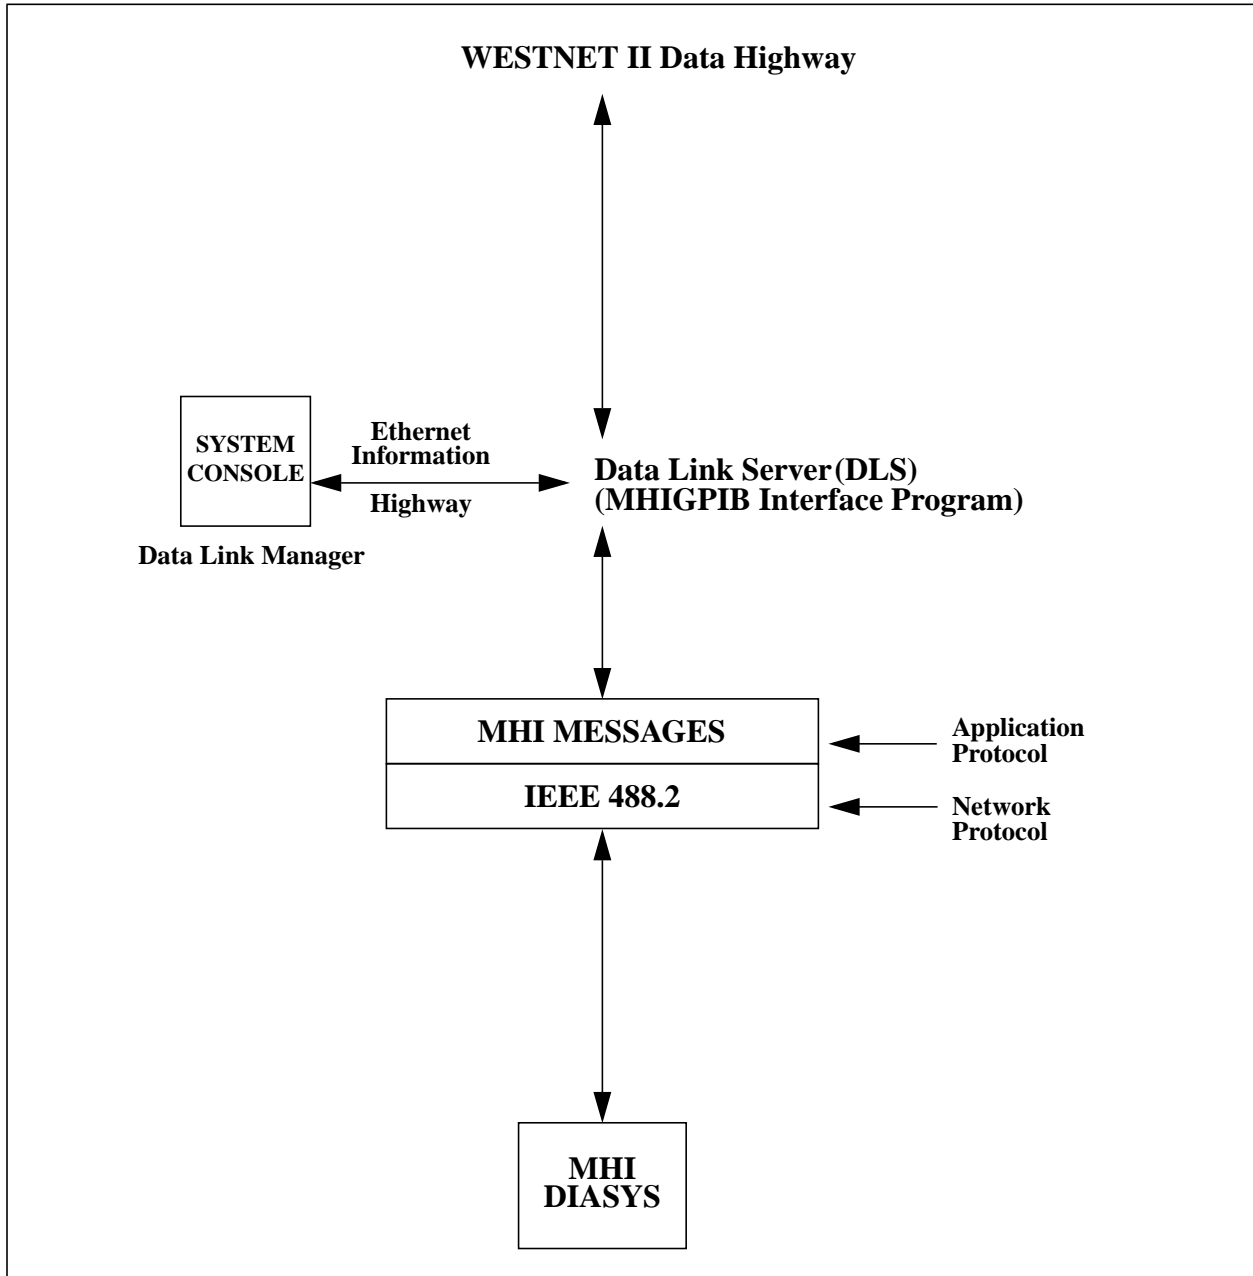 WESTNET II Data Highway
SYSTEM
CONSOLE
Ethernet
Information
Highway
Data Link Manager
Data Link Server(DLS)
(MHIGPIB Interface Program)
MHI MESSAGES
IEEE 488.2
Application
Protocol
Network
Protocol
MHI
DIASYS